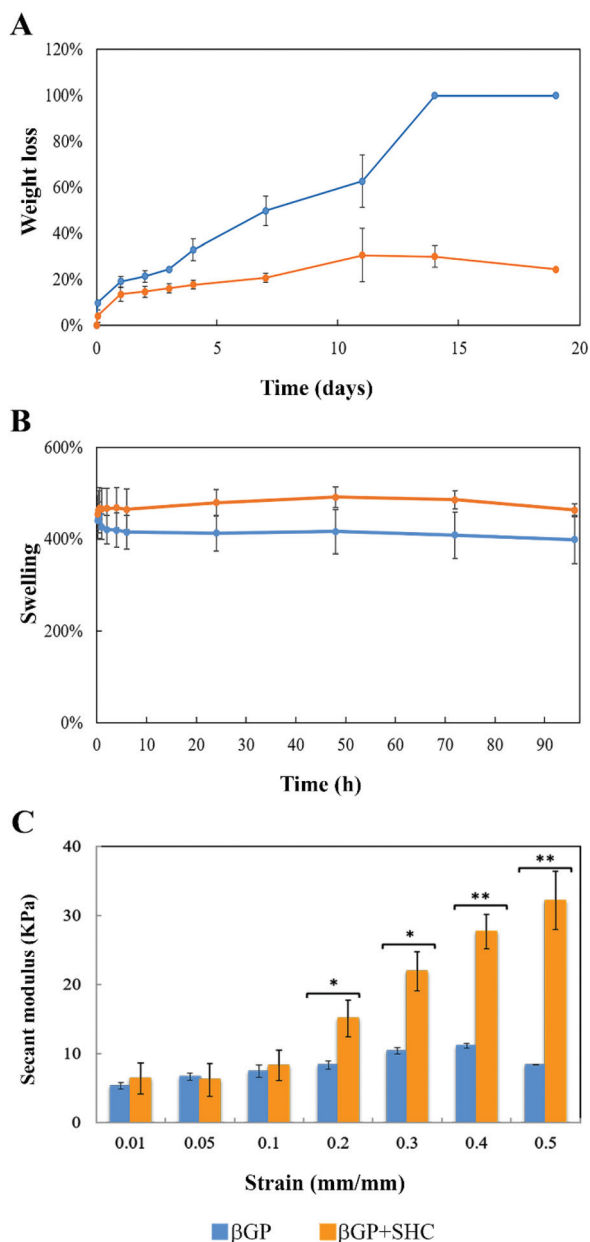 A
120%
100%
80%
60%
40%
20%
0%
Weight loss
0 5 10 15 20
Time (days)
B
600%
400%
200%
0%
Swelling
0 10 20 30 40 50 60 70 80 90
Time (h)
C
40
30
20
10
0
Secant modulus (KPa)
* * ** **
0.01 0.05 0.1 0.2 0.3 0.4 0.5
Strain (mm/mm)
βGP βGP+SHC